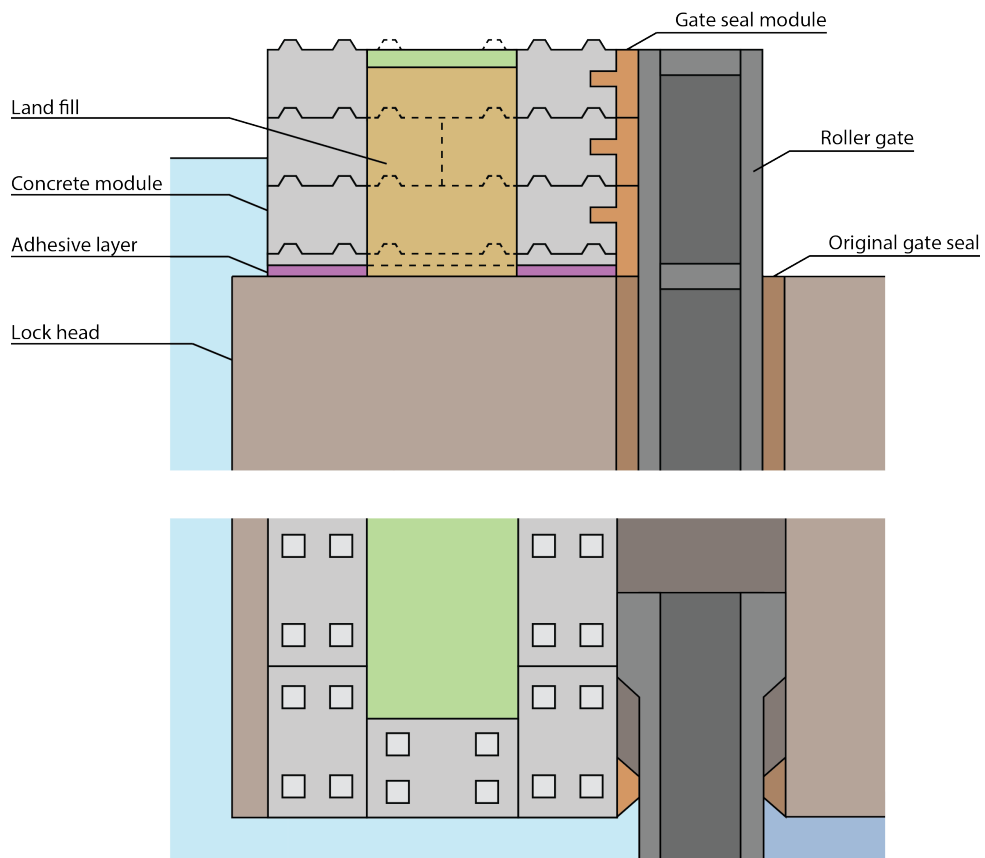 Gate seal module
Land fill
Roller gate
Concrete module
Adhesive layer
Original gate seal
Lock head